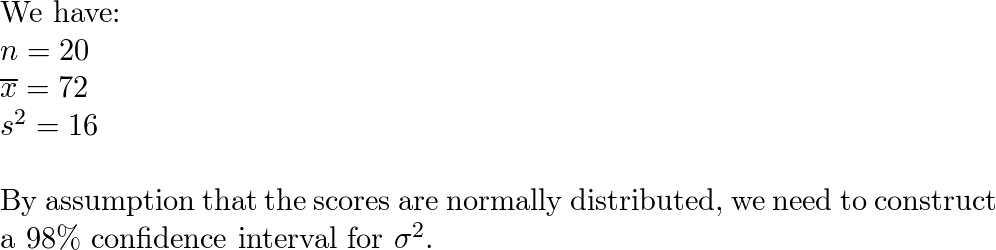 We have:
n = 20
x̄ = 72
s² = 16
By assumption that the scores are normally distributed, we need to construct
a 98% confidence interval for σ².